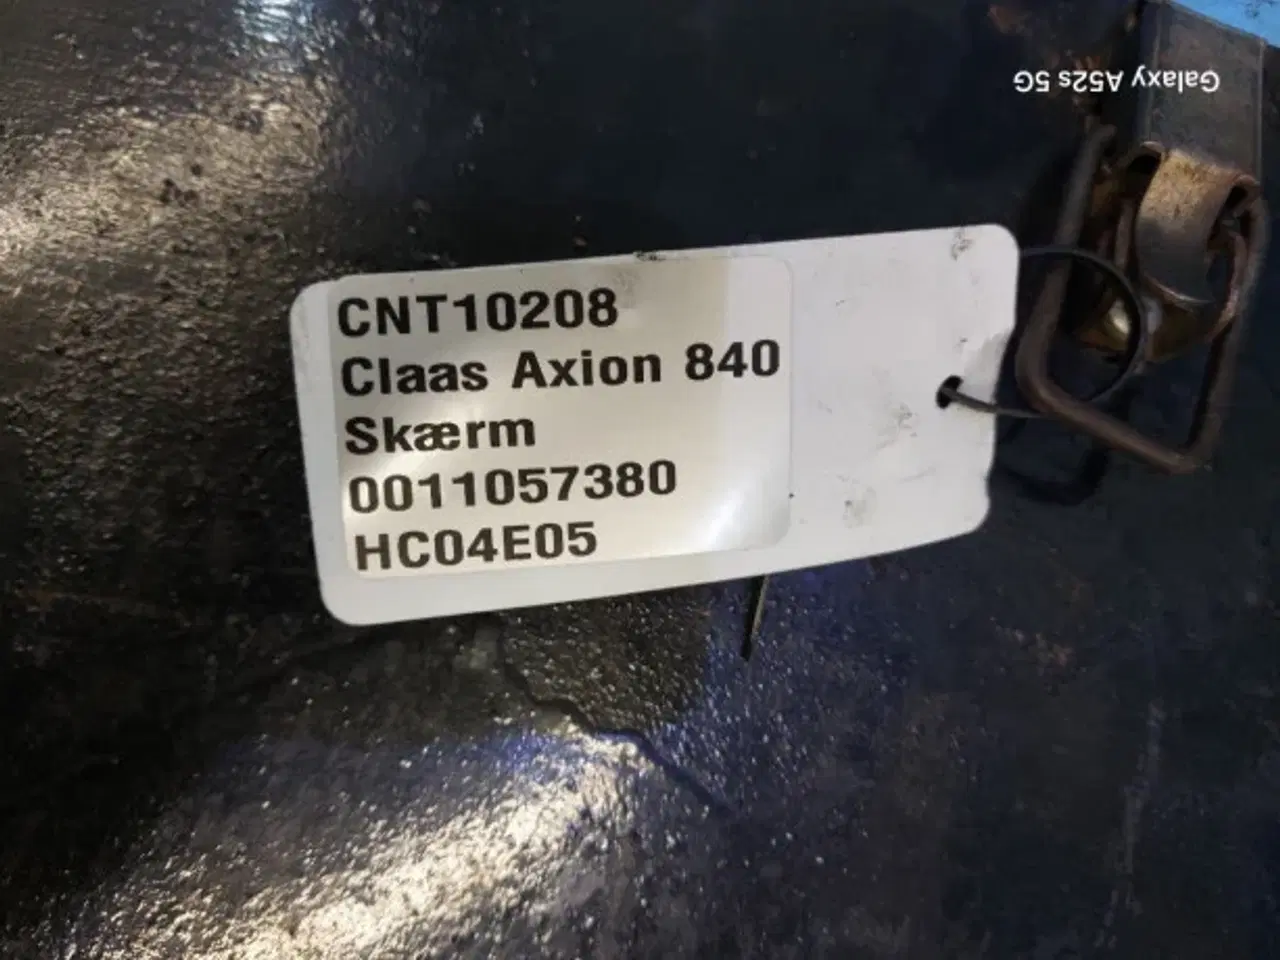 Galaxy A52s 5G
CNT10208
Claas Axion 840
Skærm
0011057380
HC04E05